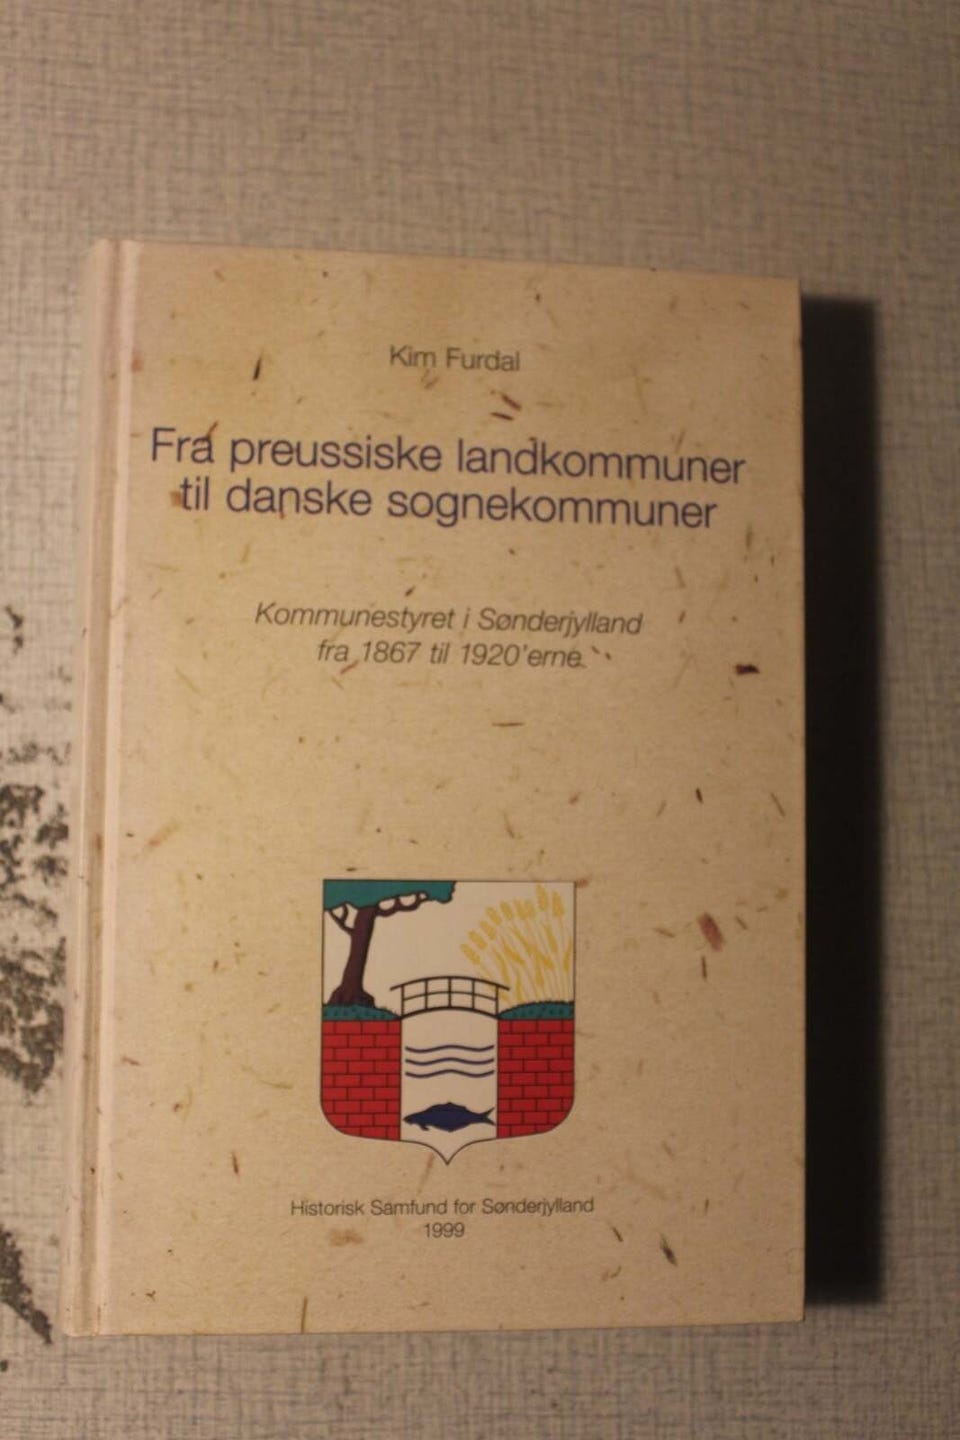 Kim Furdal
Fra preussiske landkommuner
til danske sognekommuner
Kommunestyret i Sønderjylland
fra 1867 til 1920'erne
Historisk Samfund for Sønderjylland
1999